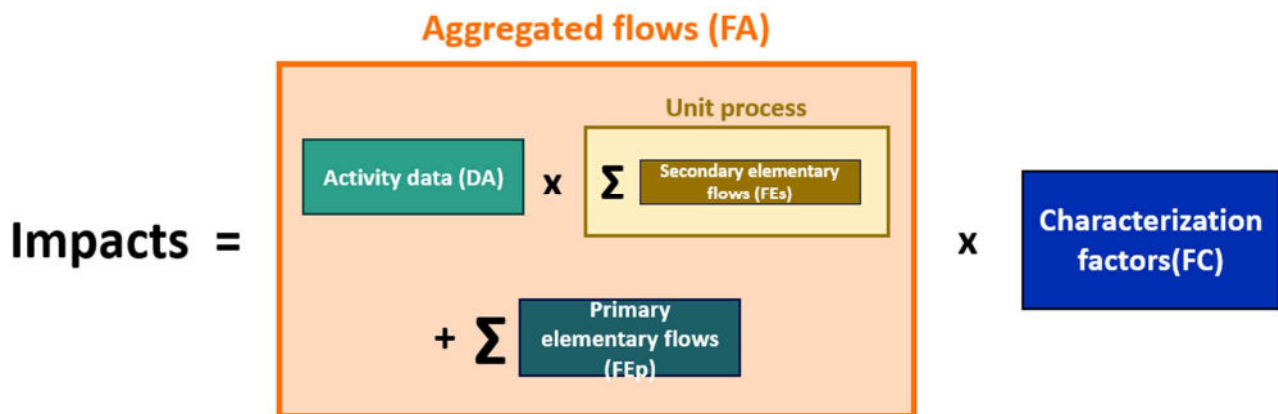 Aggregated flows (FA)
Unit process
Activity data (DA)
x
Σ
Secondary elementary
flows (FEs)
Impacts =
x
Characterization
factors(FC)
+ Σ
Primary
elementary flows
(FEp)